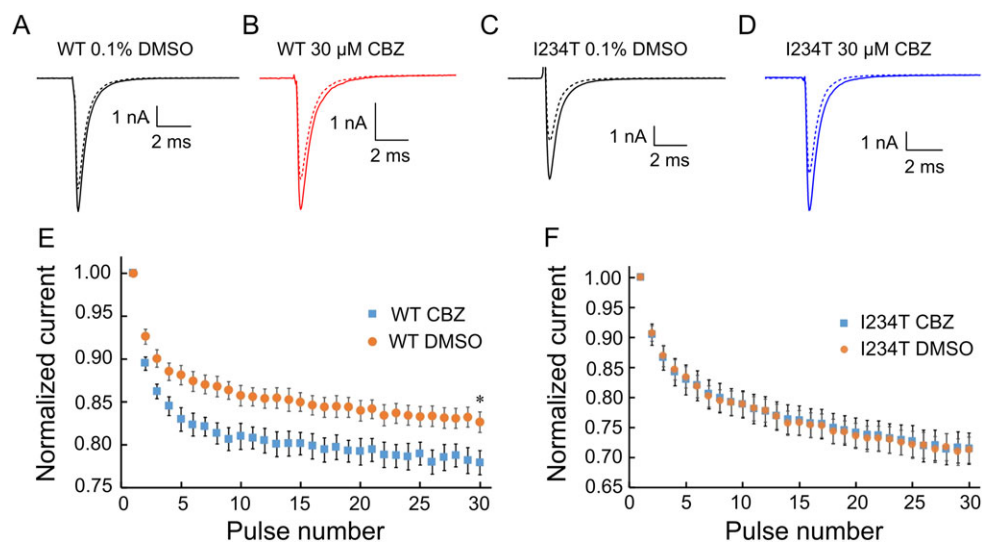 A
B
C
D
WT 0.1% DMSO
WT 30 µM CBZ
I234T 0.1% DMSO
I234T 30 µM CBZ
1 nA
2 ms
1 nA
2 ms
1 nA
2 ms
1 nA
2 ms
E
Normalized current
1.00
0.95
0.90
0.85
0.80
0.75
WT CBZ
WT DMSO
*
0 5 10 15 20 25 30
Pulse number
F
Normalized current
1.00
0.95
0.90
0.85
0.80
0.75
0.70
0.65
I234T CBZ
I234T DMSO
0 5 10 15 20 25 30
Pulse number